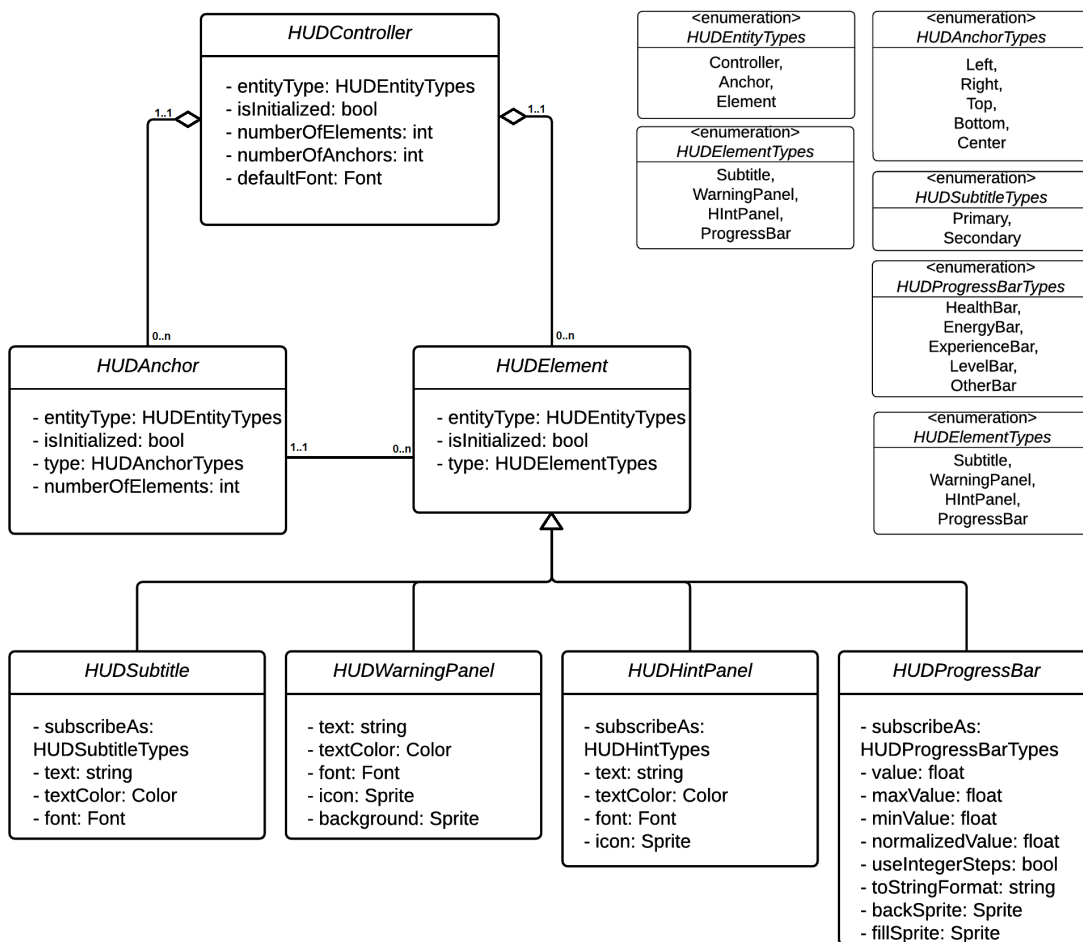 HUDController
- entityType: HUDEntityTypes
- isInitialized: bool
- numberOfElements: int
- numberOfAnchors: int
- defaultFont: Font
1..1
1..1
0..n
0..n
<enumeration>
HUDEntityTypes
Controller,
Anchor,
Element
<enumeration>
HUDElementTypes
Subtitle,
WarningPanel,
HIntPanel,
ProgressBar
<enumeration>
HUDAnchorTypes
Left,
Right,
Top,
Bottom,
Center
<enumeration>
HUDSubtitleTypes
Primary,
Secondary
<enumeration>
HUDProgressBarTypes
HealthBar,
EnergyBar,
ExperienceBar,
LevelBar,
OtherBar
<enumeration>
HUDElementTypes
Subtitle,
WarningPanel,
HIntPanel,
ProgressBar
HUDAnchor
- entityType: HUDEntityTypes
- isInitialized: bool
- type: HUDAnchorTypes
- numberOfElements: int
1..1
0..n
HUDElement
- entityType: HUDEntityTypes
- isInitialized: bool
- type: HUDElementTypes
HUDSubtitle
- subscribeAs:
HUDSubtitleTypes
- text: string
- textColor: Color
- font: Font
HUDWarningPanel
- text: string
- textColor: Color
- font: Font
- icon: Sprite
- background: Sprite
HUDHintPanel
- subscribeAs:
HUDHintTypes
- text: string
- textColor: Color
- font: Font
- icon: Sprite
HUDProgressBar
- subscribeAs:
HUDProgressBarTypes
- value: float
- maxValue: float
- minValue: float
- normalizedValue: float
- useIntegerSteps: bool
- toStringFormat: string
- backSprite: Sprite
- fillSprite: Sprite